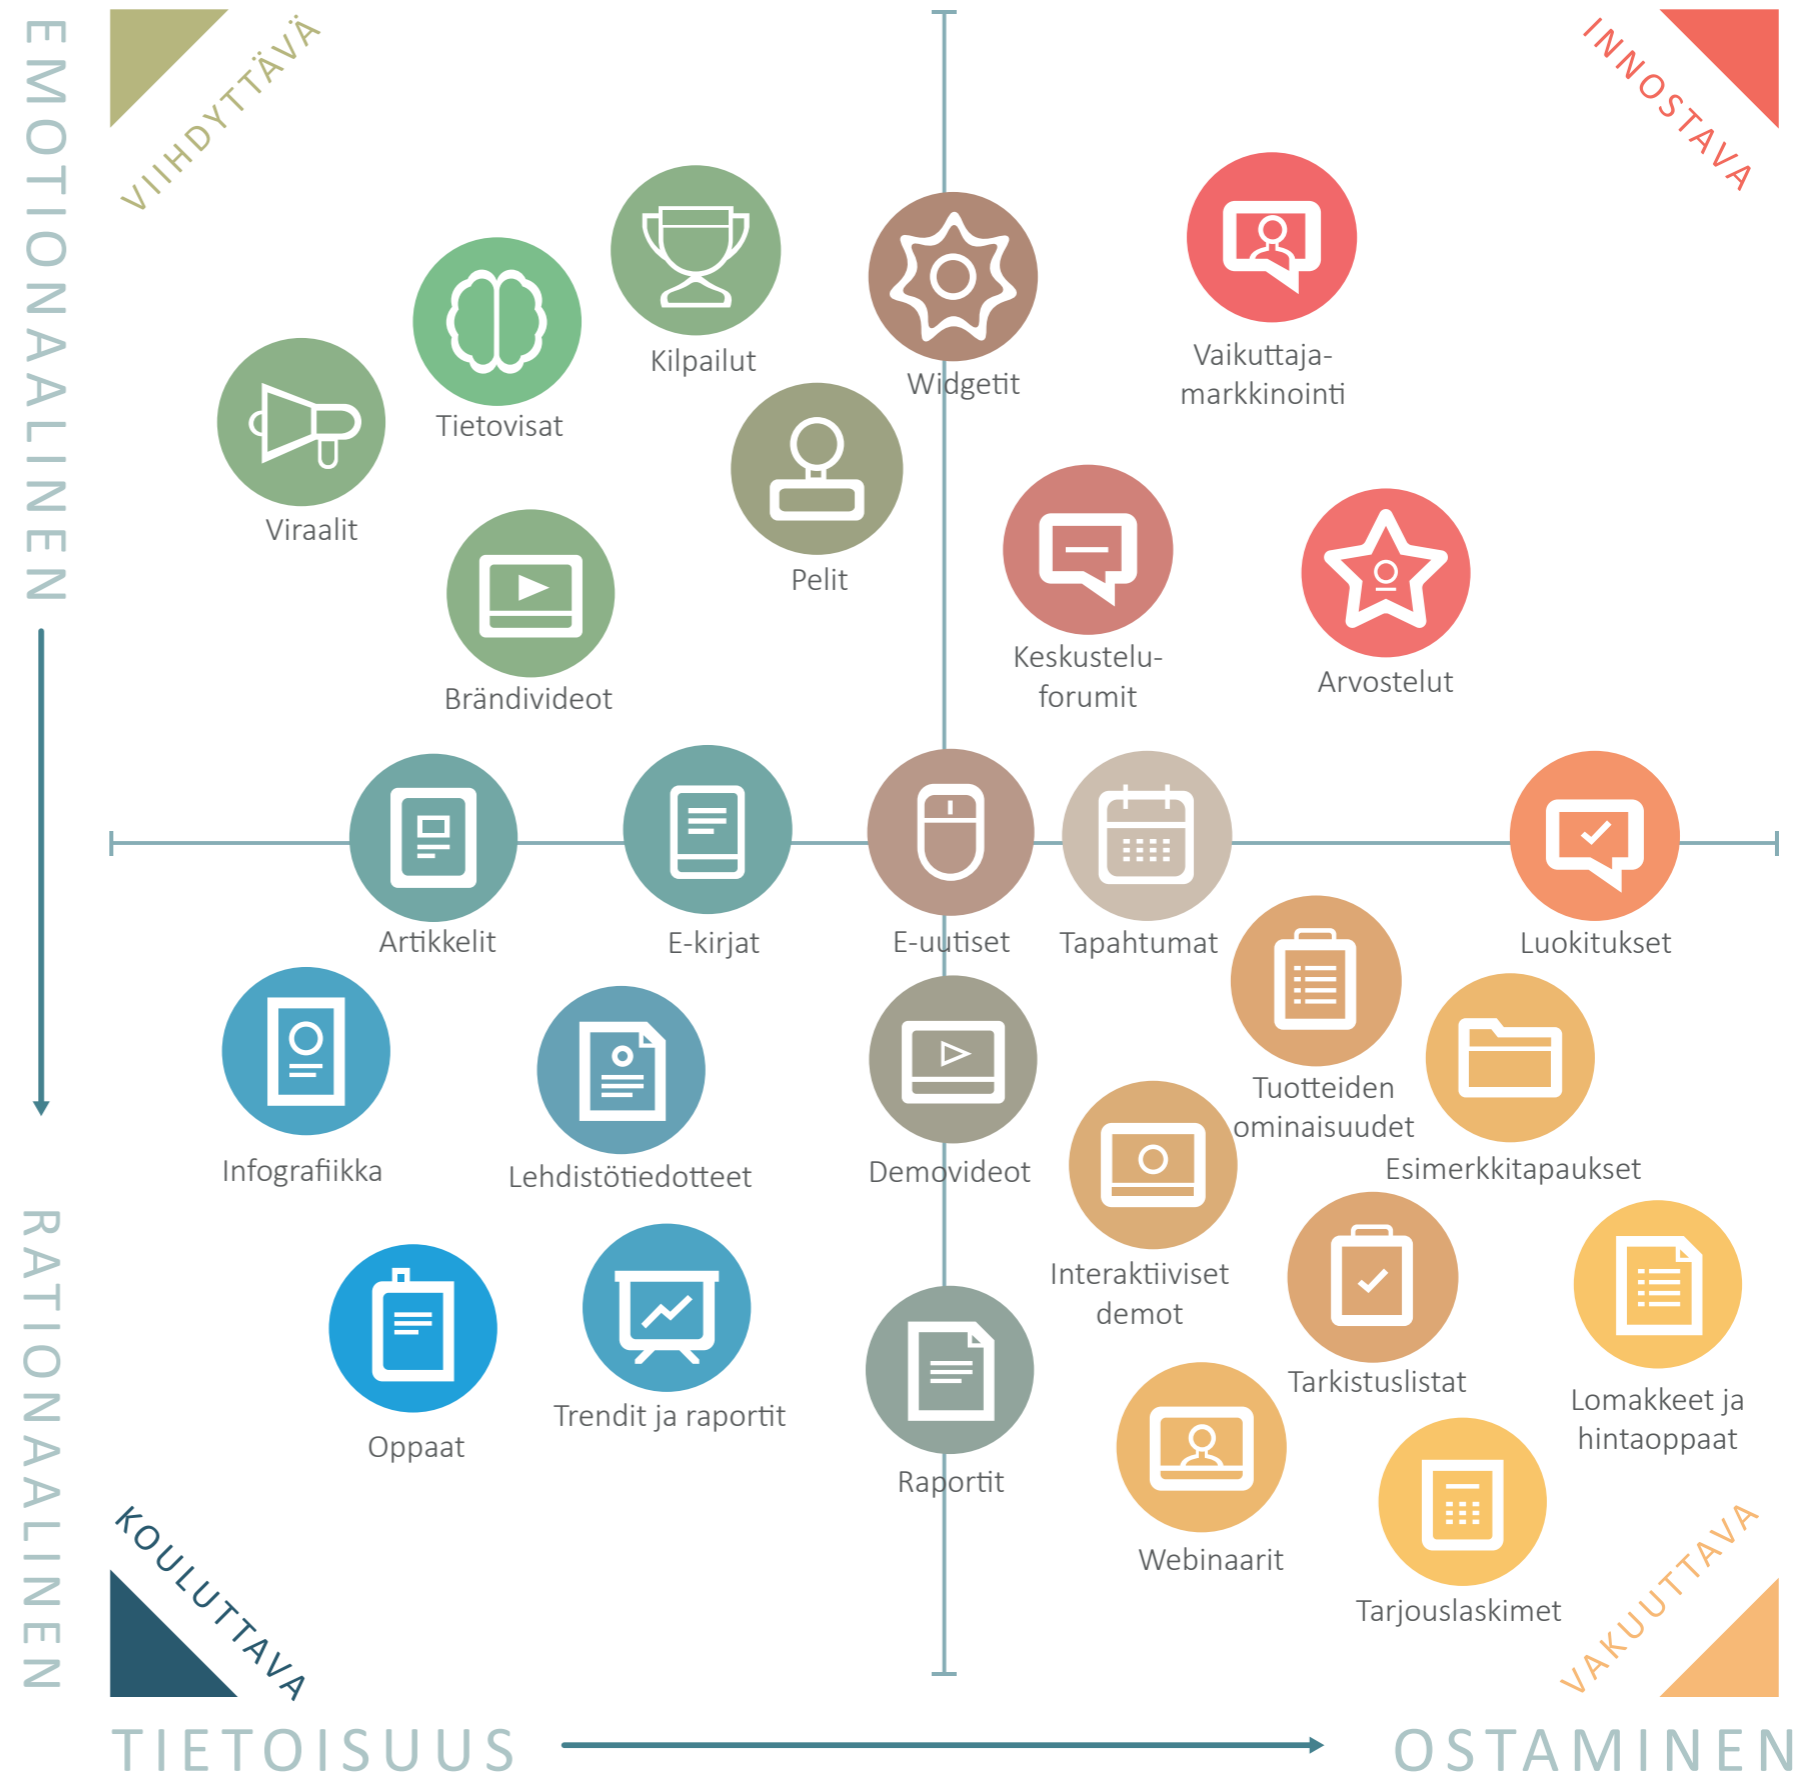 EMOTIONAALINEN
VIIHDYTTÄVÄ
INNOSTAVA
Kilpailut
Widgetit
Vaikuttaja-
markkinointi
Tietovisat
Viraalit
Pelit
Keskustelu-
forumit
Arvostelut
Brändivideot
Artikkelit
E-kirjat
E-uutiset
Tapahtumat
Luokitukset
Tuotteiden
ominaisuudet
Infografiikka
Lehdistötiedotteet
Demovideot
Esimerkkitapaukset
Interaktiiviset
demot
Tarkistuslistat
Lomakkeet ja
hintaoppaat
Oppaat
Trendit ja raportit
Raportit
Webinaarit
Tarjouslaskimet
RATIONAALINEN
KOULUTTAVA
VAKUUTTAVA
TIETOISUUS
OSTAMINEN